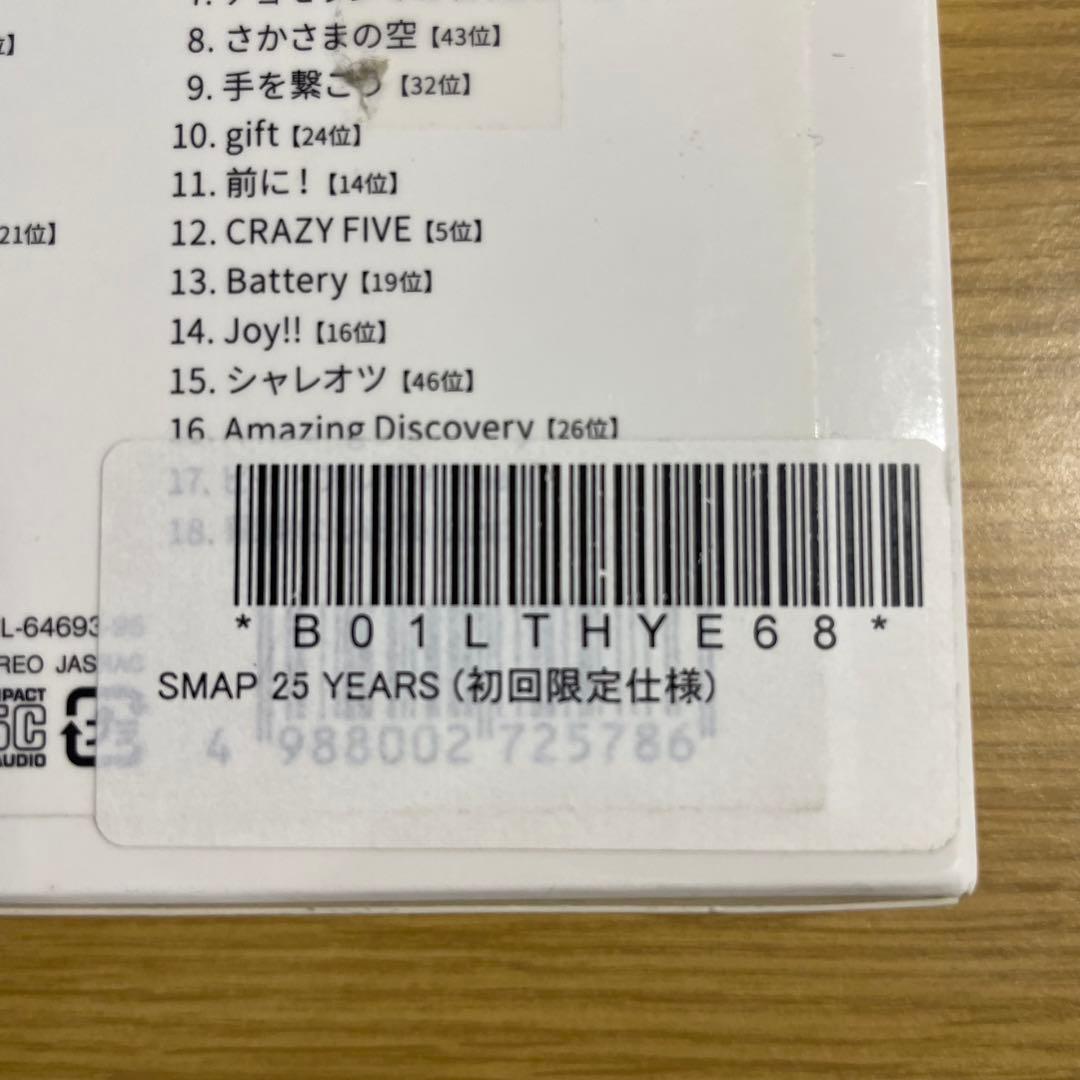 8. さかさまの空【43位】
9. 手を繋ごう【32位】
10. gift【24位】
11. 前に！【14位】
21位】
12. CRAZY FIVE【5位】
13. Battery【19位】
14. Joy!!【16位】
15. シャレオツ【46位】
16. Amazing Discovery【26位】
17.
18.
L-64693-95
REO JAS
*B01LTHYE68*
SMAP 25 YEARS（初回限定仕様）
4 988002 725786